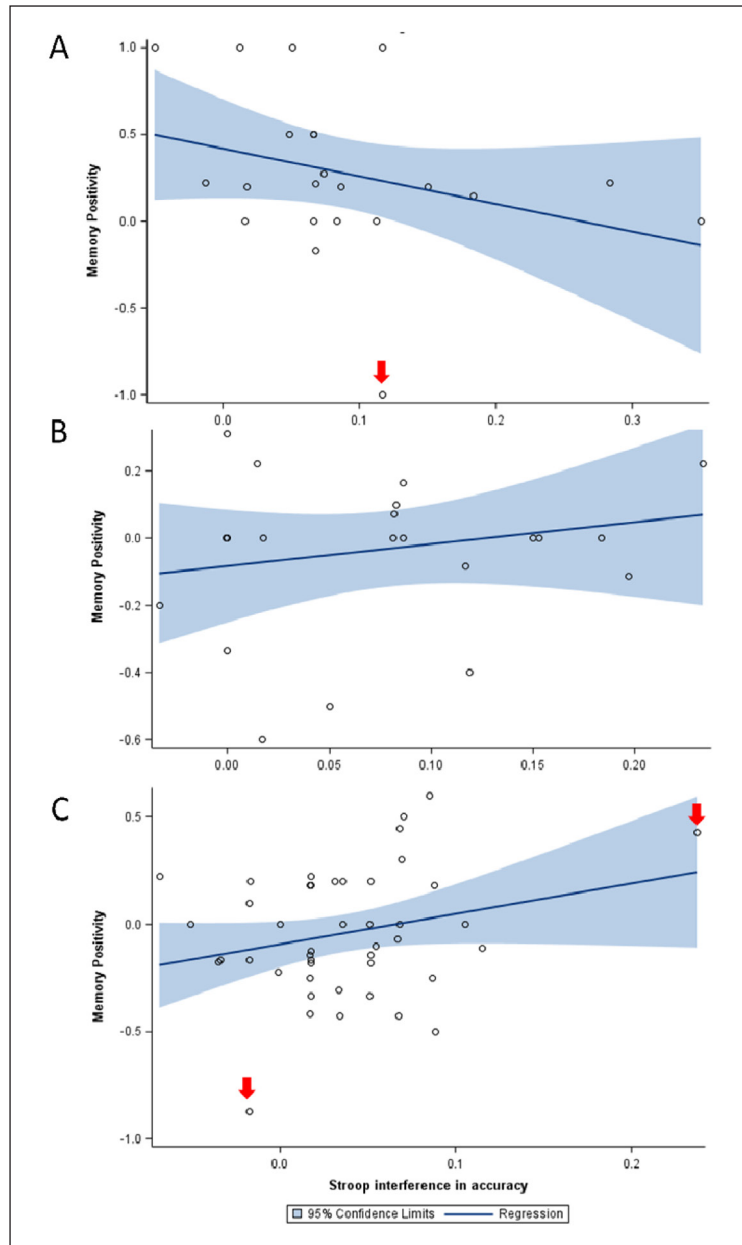 A
1.0
0.5
0.0
-0.5
-1.0
Memory Positivity
0.0 0.1 0.2 0.3
B
0.2
0.0
-0.2
-0.4
-0.6
Memory Positivity
0.00 0.05 0.10 0.15 0.20
C
0.5
0.0
-0.5
-1.0
Memory Positivity
0.0 0.1 0.2
Stroop interference in accuracy
95% Confidence Limits Regression